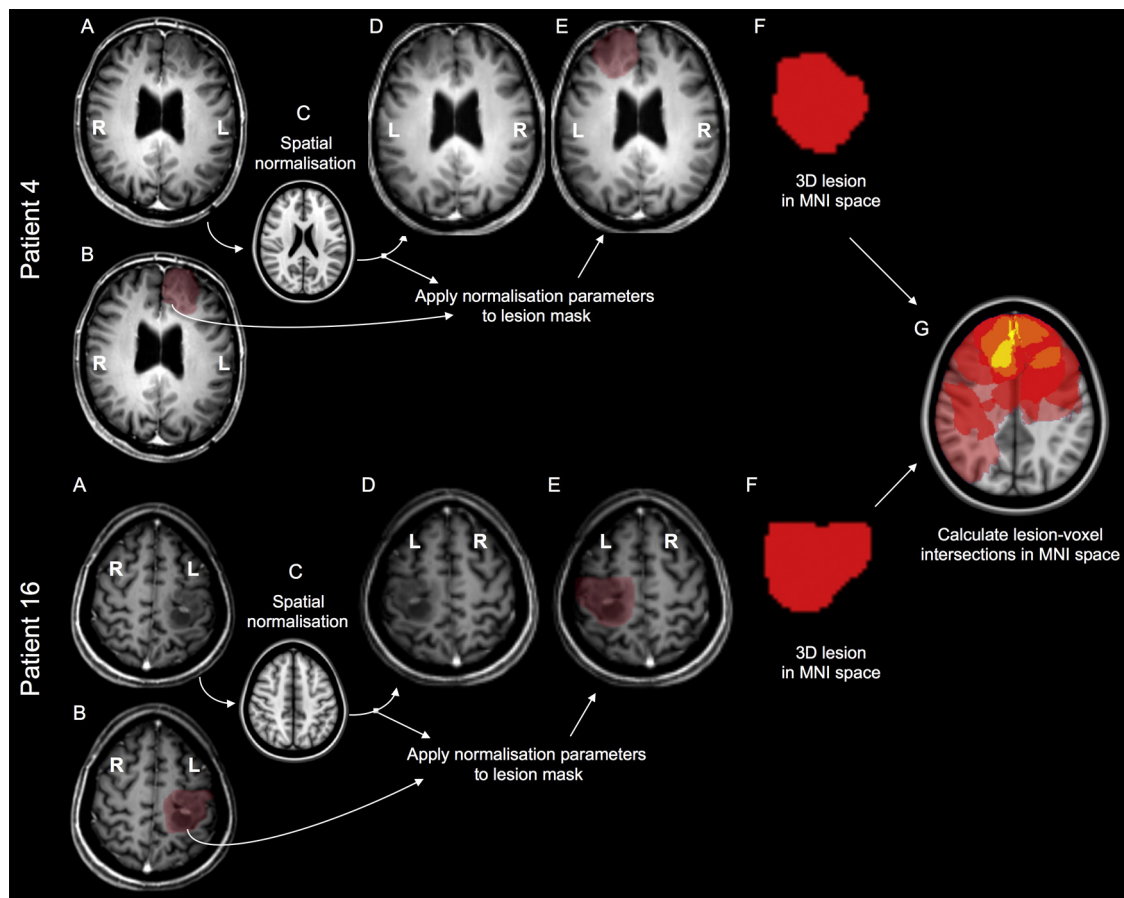 Patient 4
A
R
L
B
R
L
C
Spatial
normalisation
D
L
R
E
L
R
Apply normalisation parameters
to lesion mask
F
3D lesion
in MNI space
G
Calculate lesion-voxel
intersections in MNI space
Patient 16
A
R
L
B
R
L
C
Spatial
normalisation
D
L
R
E
L
R
Apply normalisation parameters
to lesion mask
F
3D lesion
in MNI space